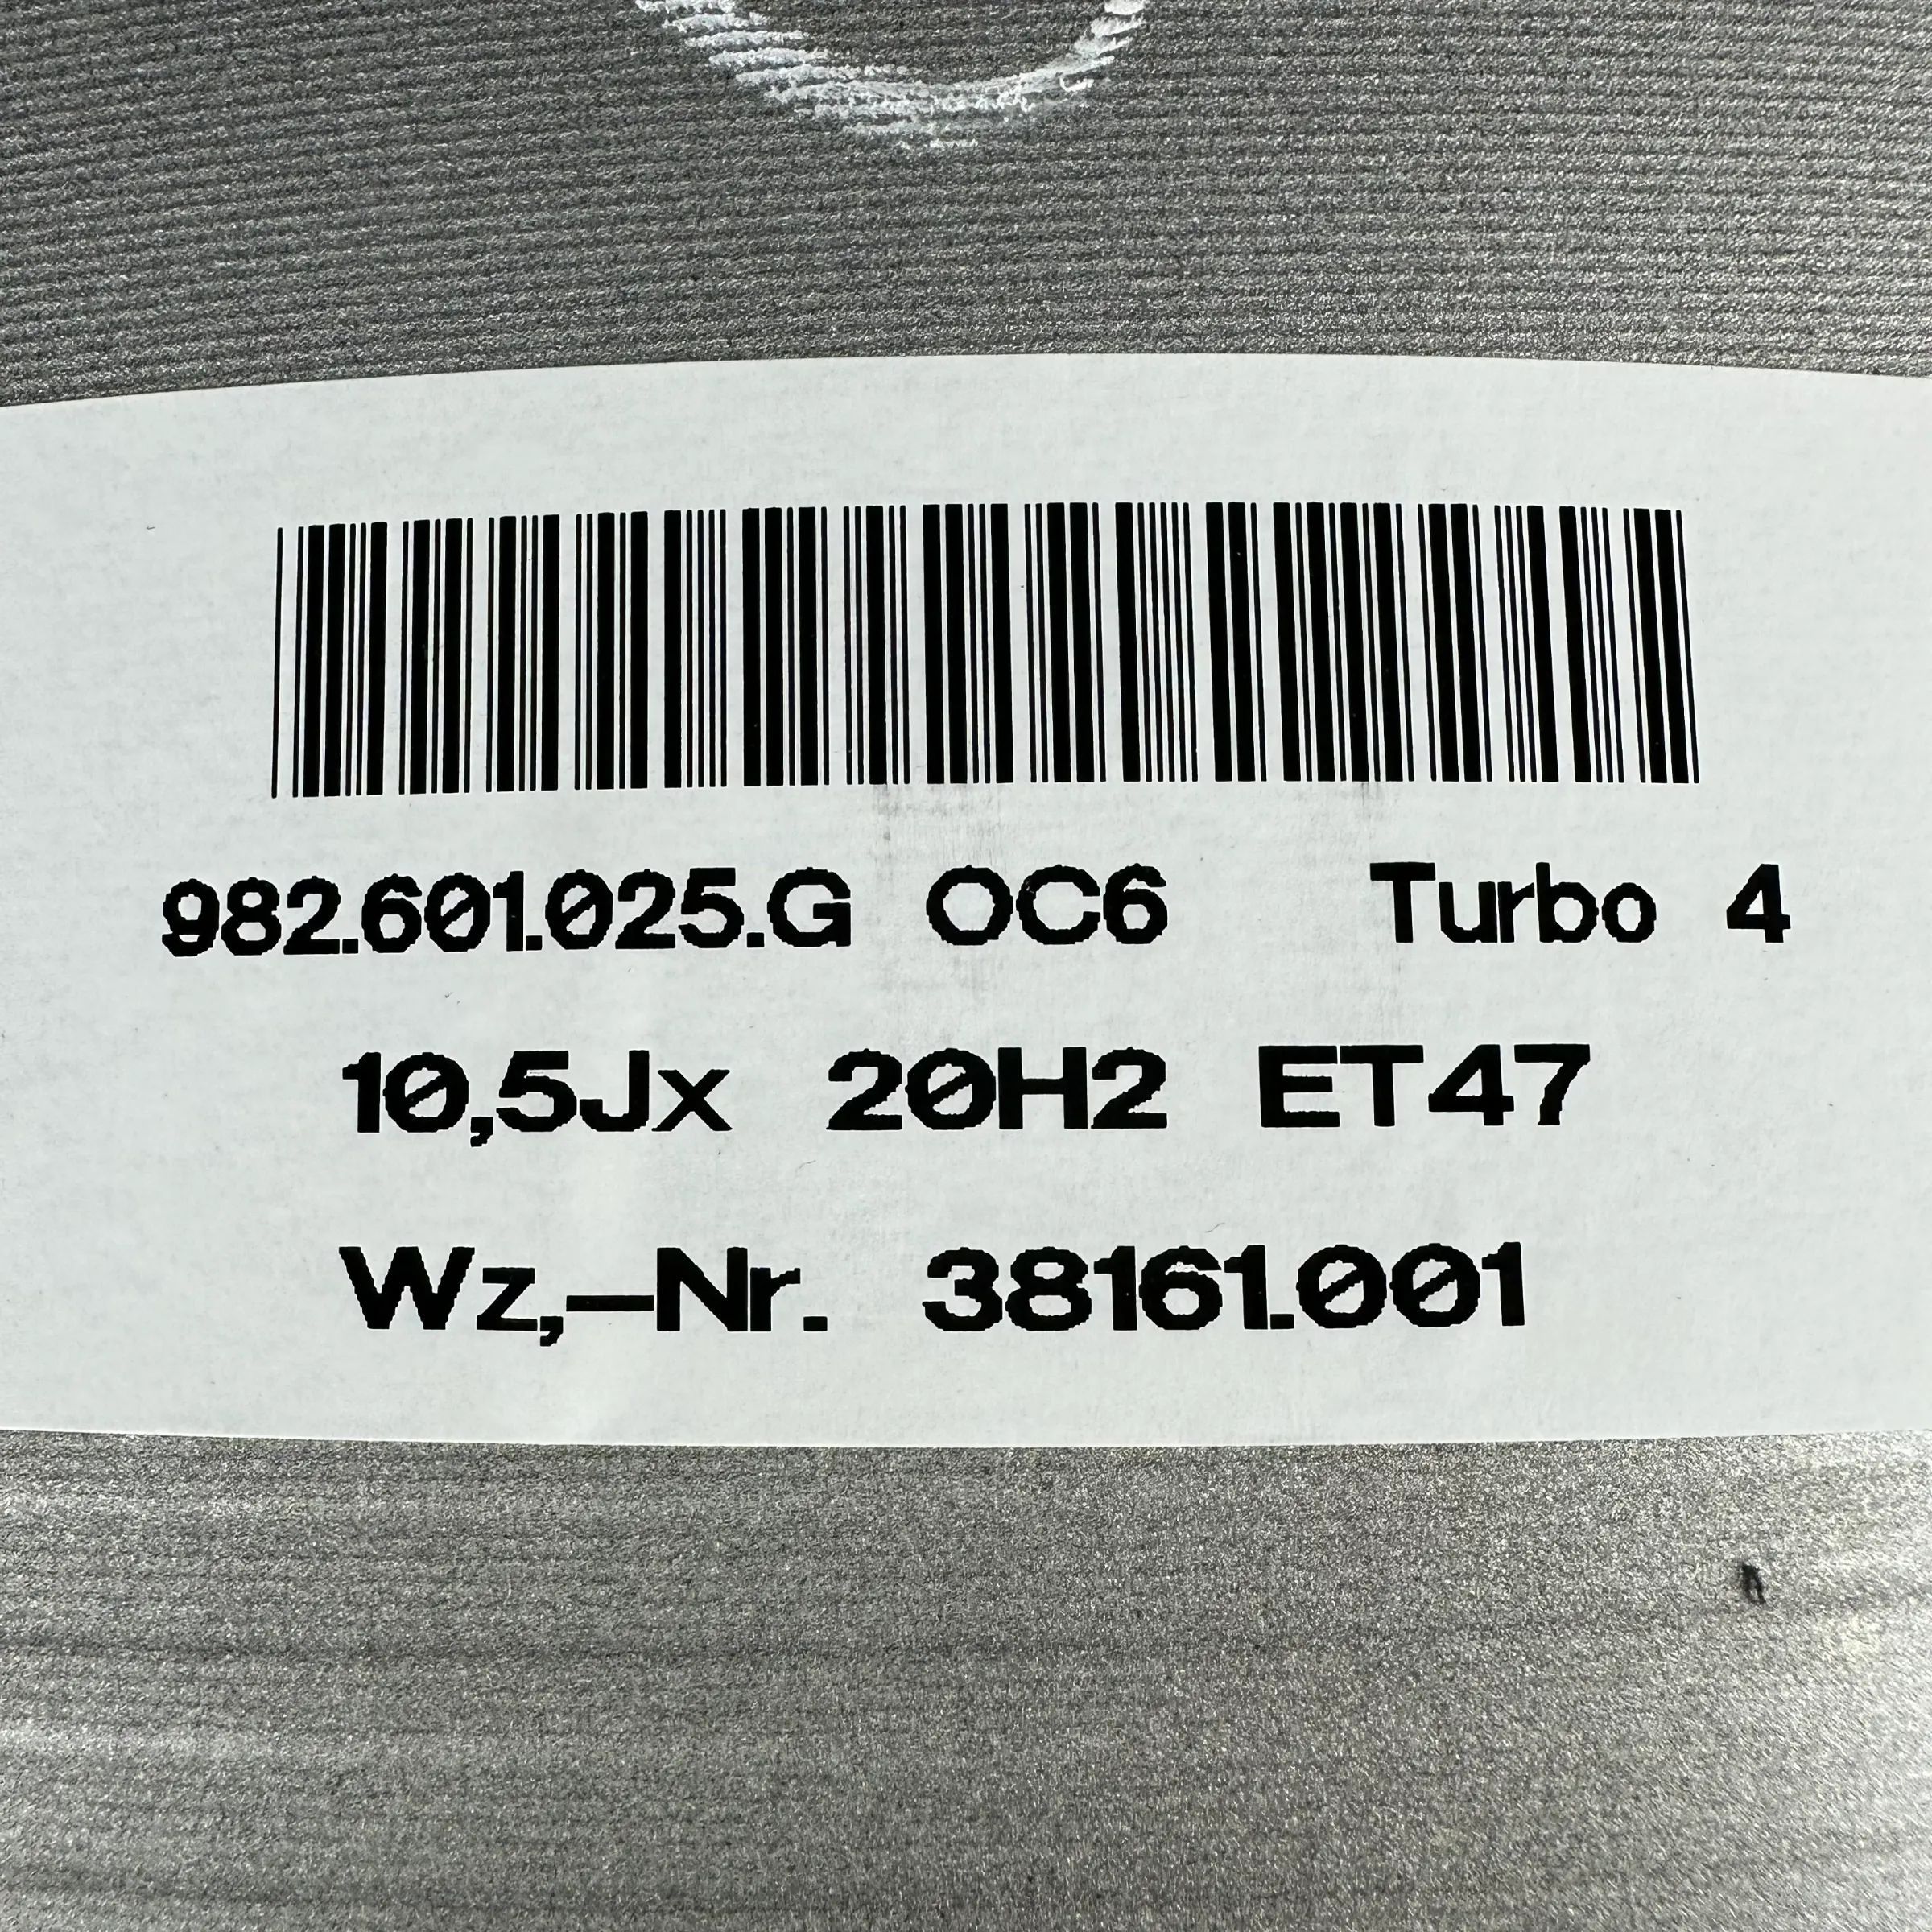 982.601.025.G OC6 Turbo 4
10,5Jx 20H2 ET47
Wz,-Nr. 38161.001